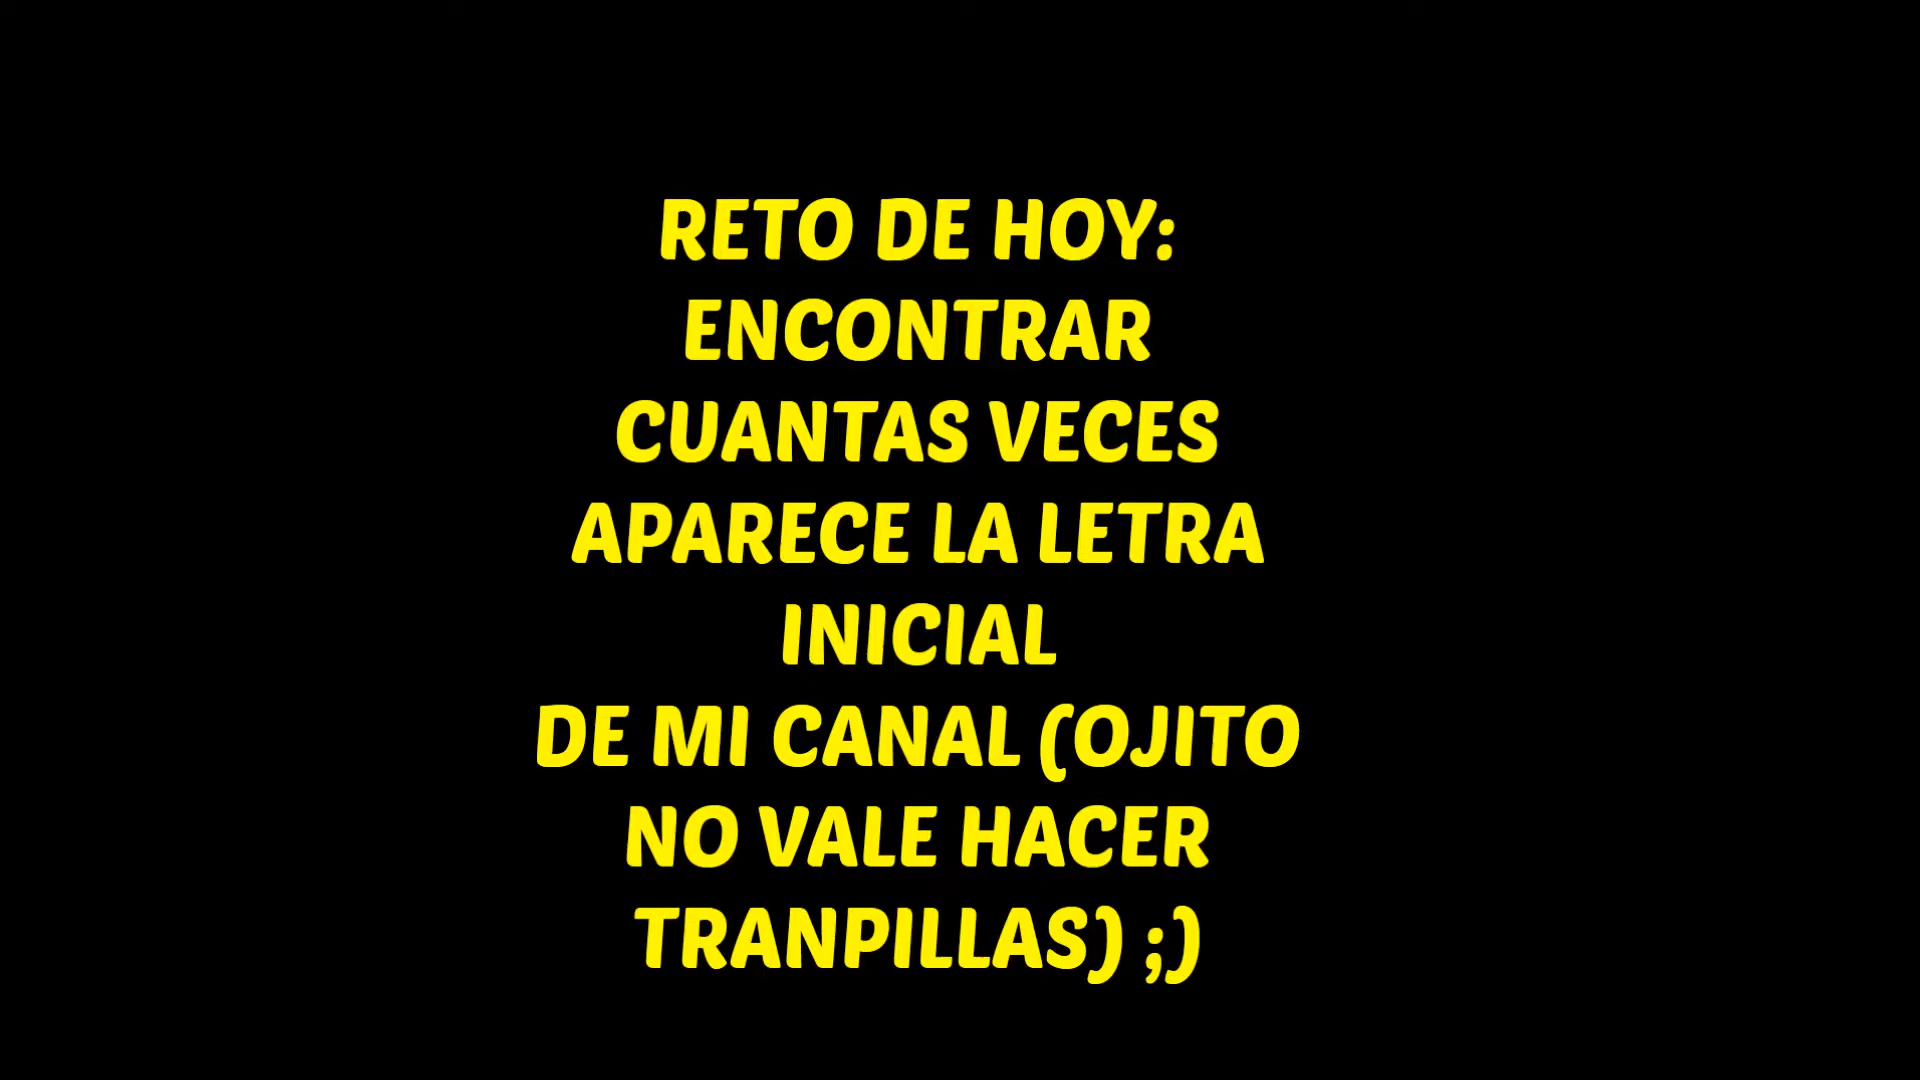 RETO DE HOY:
ENCONTRAR
CUANTAS VECES
APARECE LA LETRA
INICIAL
DE MI CANAL (OJITO
NO VALE HACER
TRANPILLAS) ;)